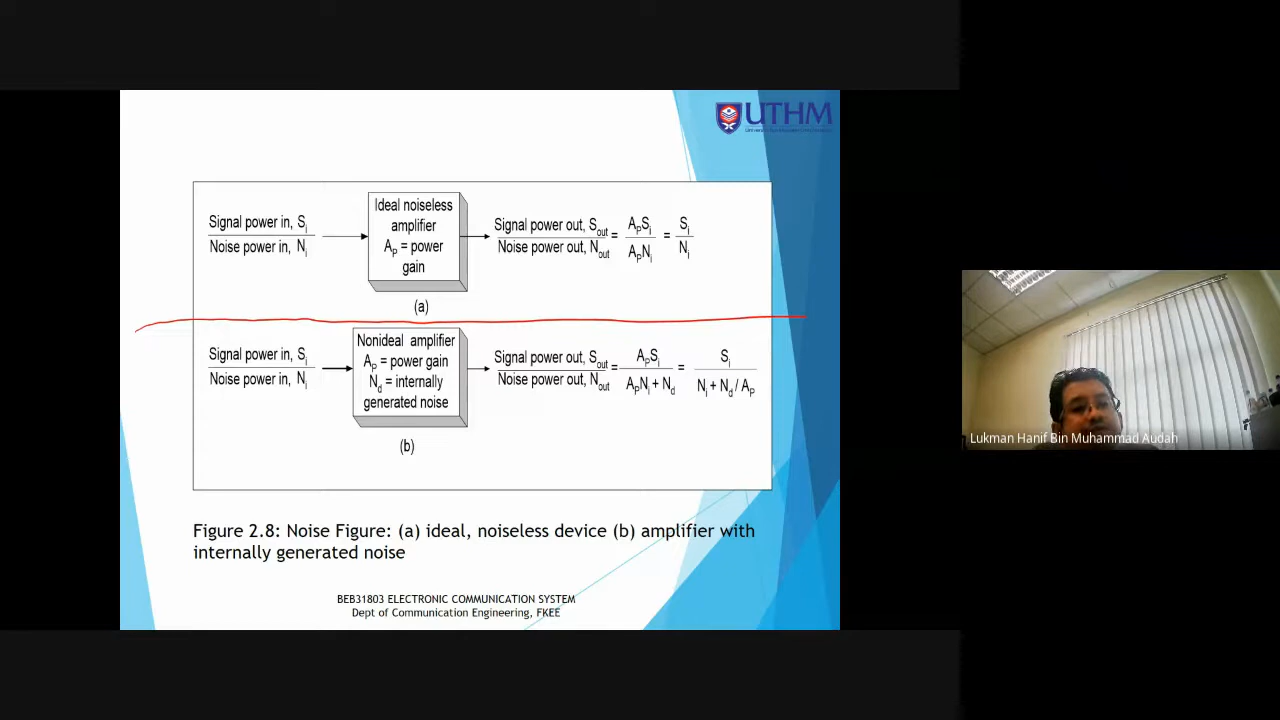 UTHM
Signal power in, Si
Noise power in, Ni
Ideal noiseless
amplifier
AP = power
gain
Signal power out, Sout = APSi = Si
Noise power out, Nout APNi Ni
(a)
Signal power in, Si
Noise power in, Ni
Nonideal amplifier
AP = power gain
Nd = internally
generated noise
Signal power out, Sout = APSi = Si
Noise power out, Nout APNi + Nd Ni + Nd / AP
(b)
Figure 2.8: Noise Figure: (a) ideal, noiseless device (b) amplifier with
internally generated noise
BEB31803 ELECTRONIC COMMUNICATION SYSTEM
Dept of Communication Engineering, FKEE
Lukman Hanif Bin Muhammad Audah